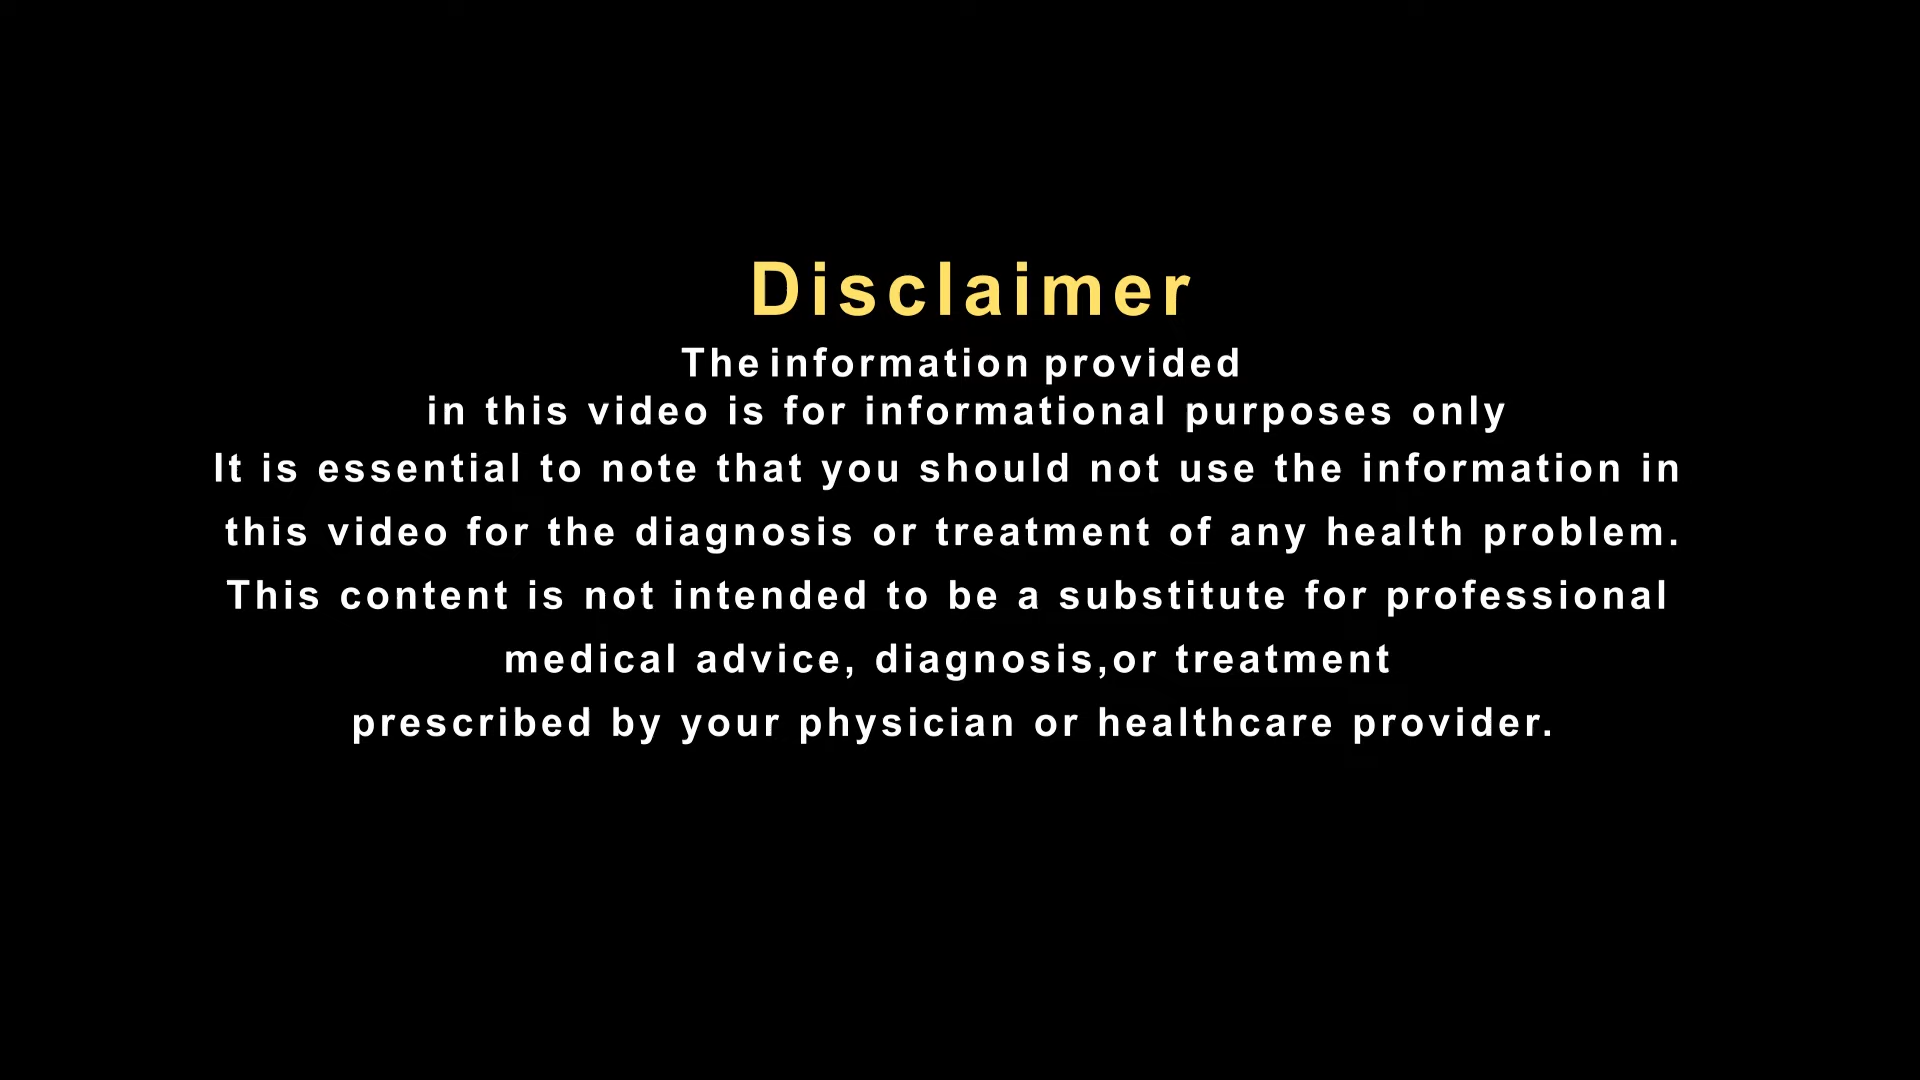 Disclaimer
The information provided
in this video is for informational purposes only
It is essential to note that you should not use the information in
this video for the diagnosis or treatment of any health problem.
This content is not intended to be a substitute for professional
medical advice, diagnosis,or treatment
prescribed by your physician or healthcare provider.